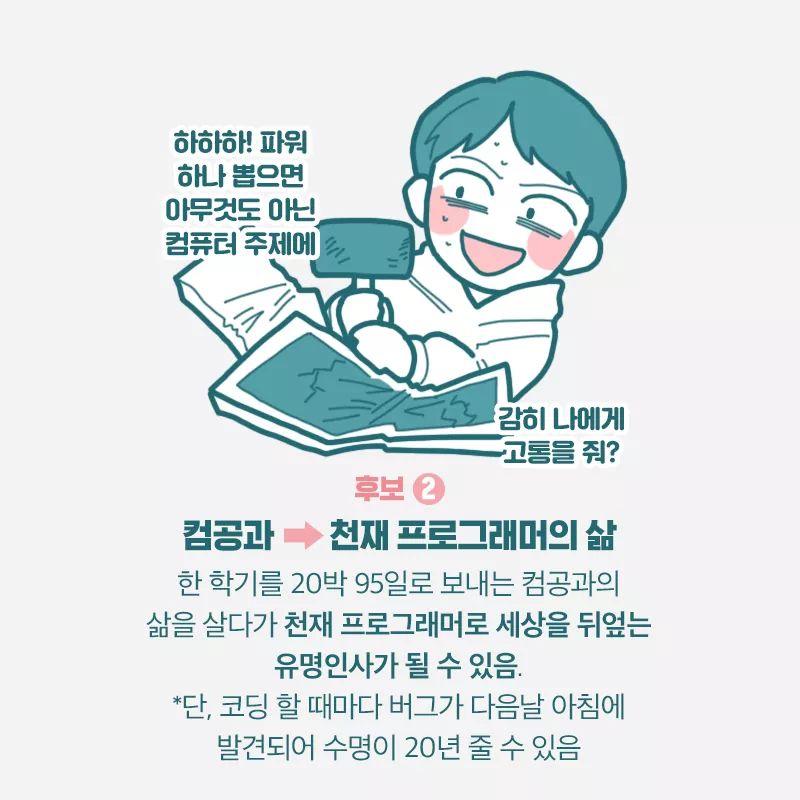 하하하! 파워
하나 뽑으면
아무것도 아닌
컴퓨터 주제에
감히 나에게
고통을 줘?
후보 2
컴공과 ➡ 천재 프로그래머의 삶
한 학기를 20박 95일로 보내는 컴공과의
삶을 살다가 천재 프로그래머로 세상을 뒤엎는
유명인사가 될 수 있음.
*단, 코딩 할 때마다 버그가 다음날 아침에
발견되어 수명이 20년 줄 수 있음